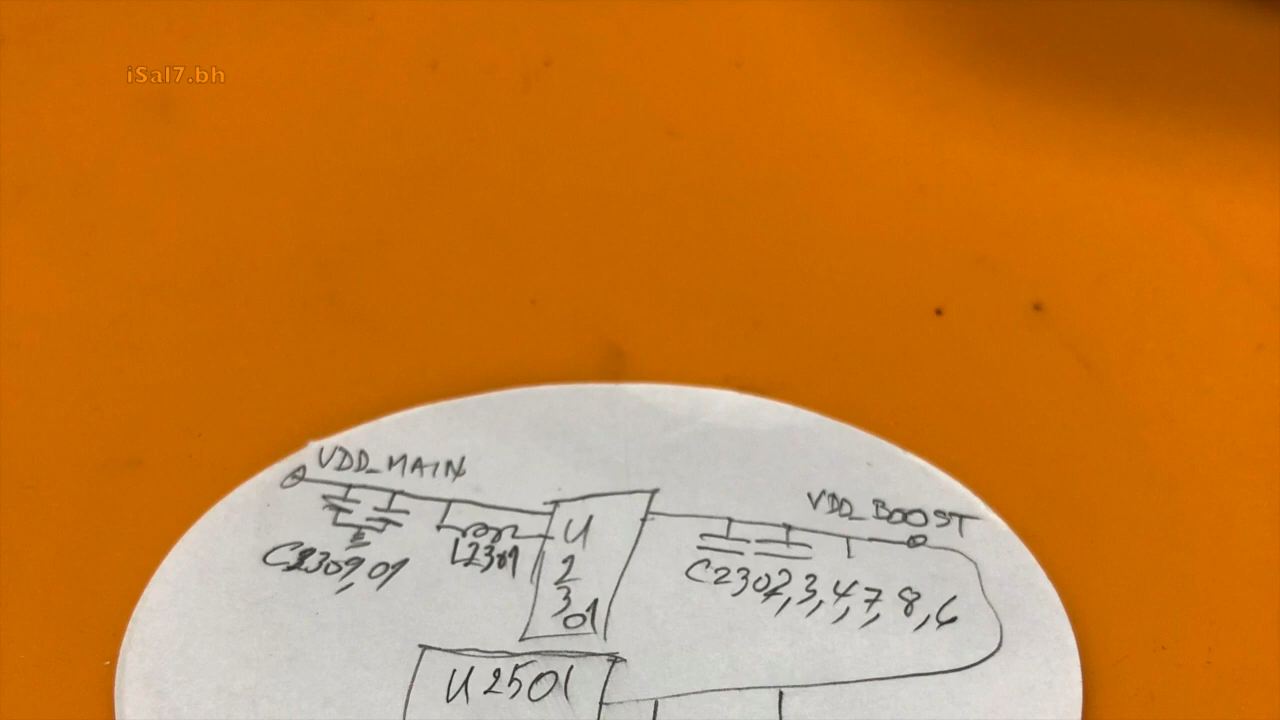 iSal7.bh
VDD_MAIN
VDD_BOOST
C2309,01
L2301
U
2
3
01
C2302,3,4,7,8,6
U2501